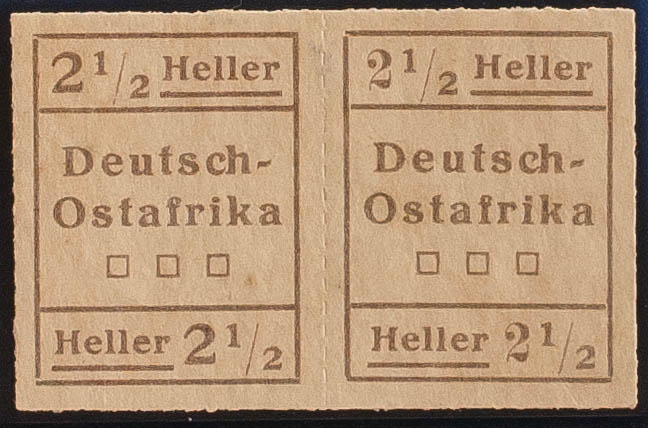 2 1/2 Heller
Deutsch-
Ostafrika
Heller 2 1/2
2 1/2 Heller
Deutsch-
Ostafrika
Heller 2 1/2